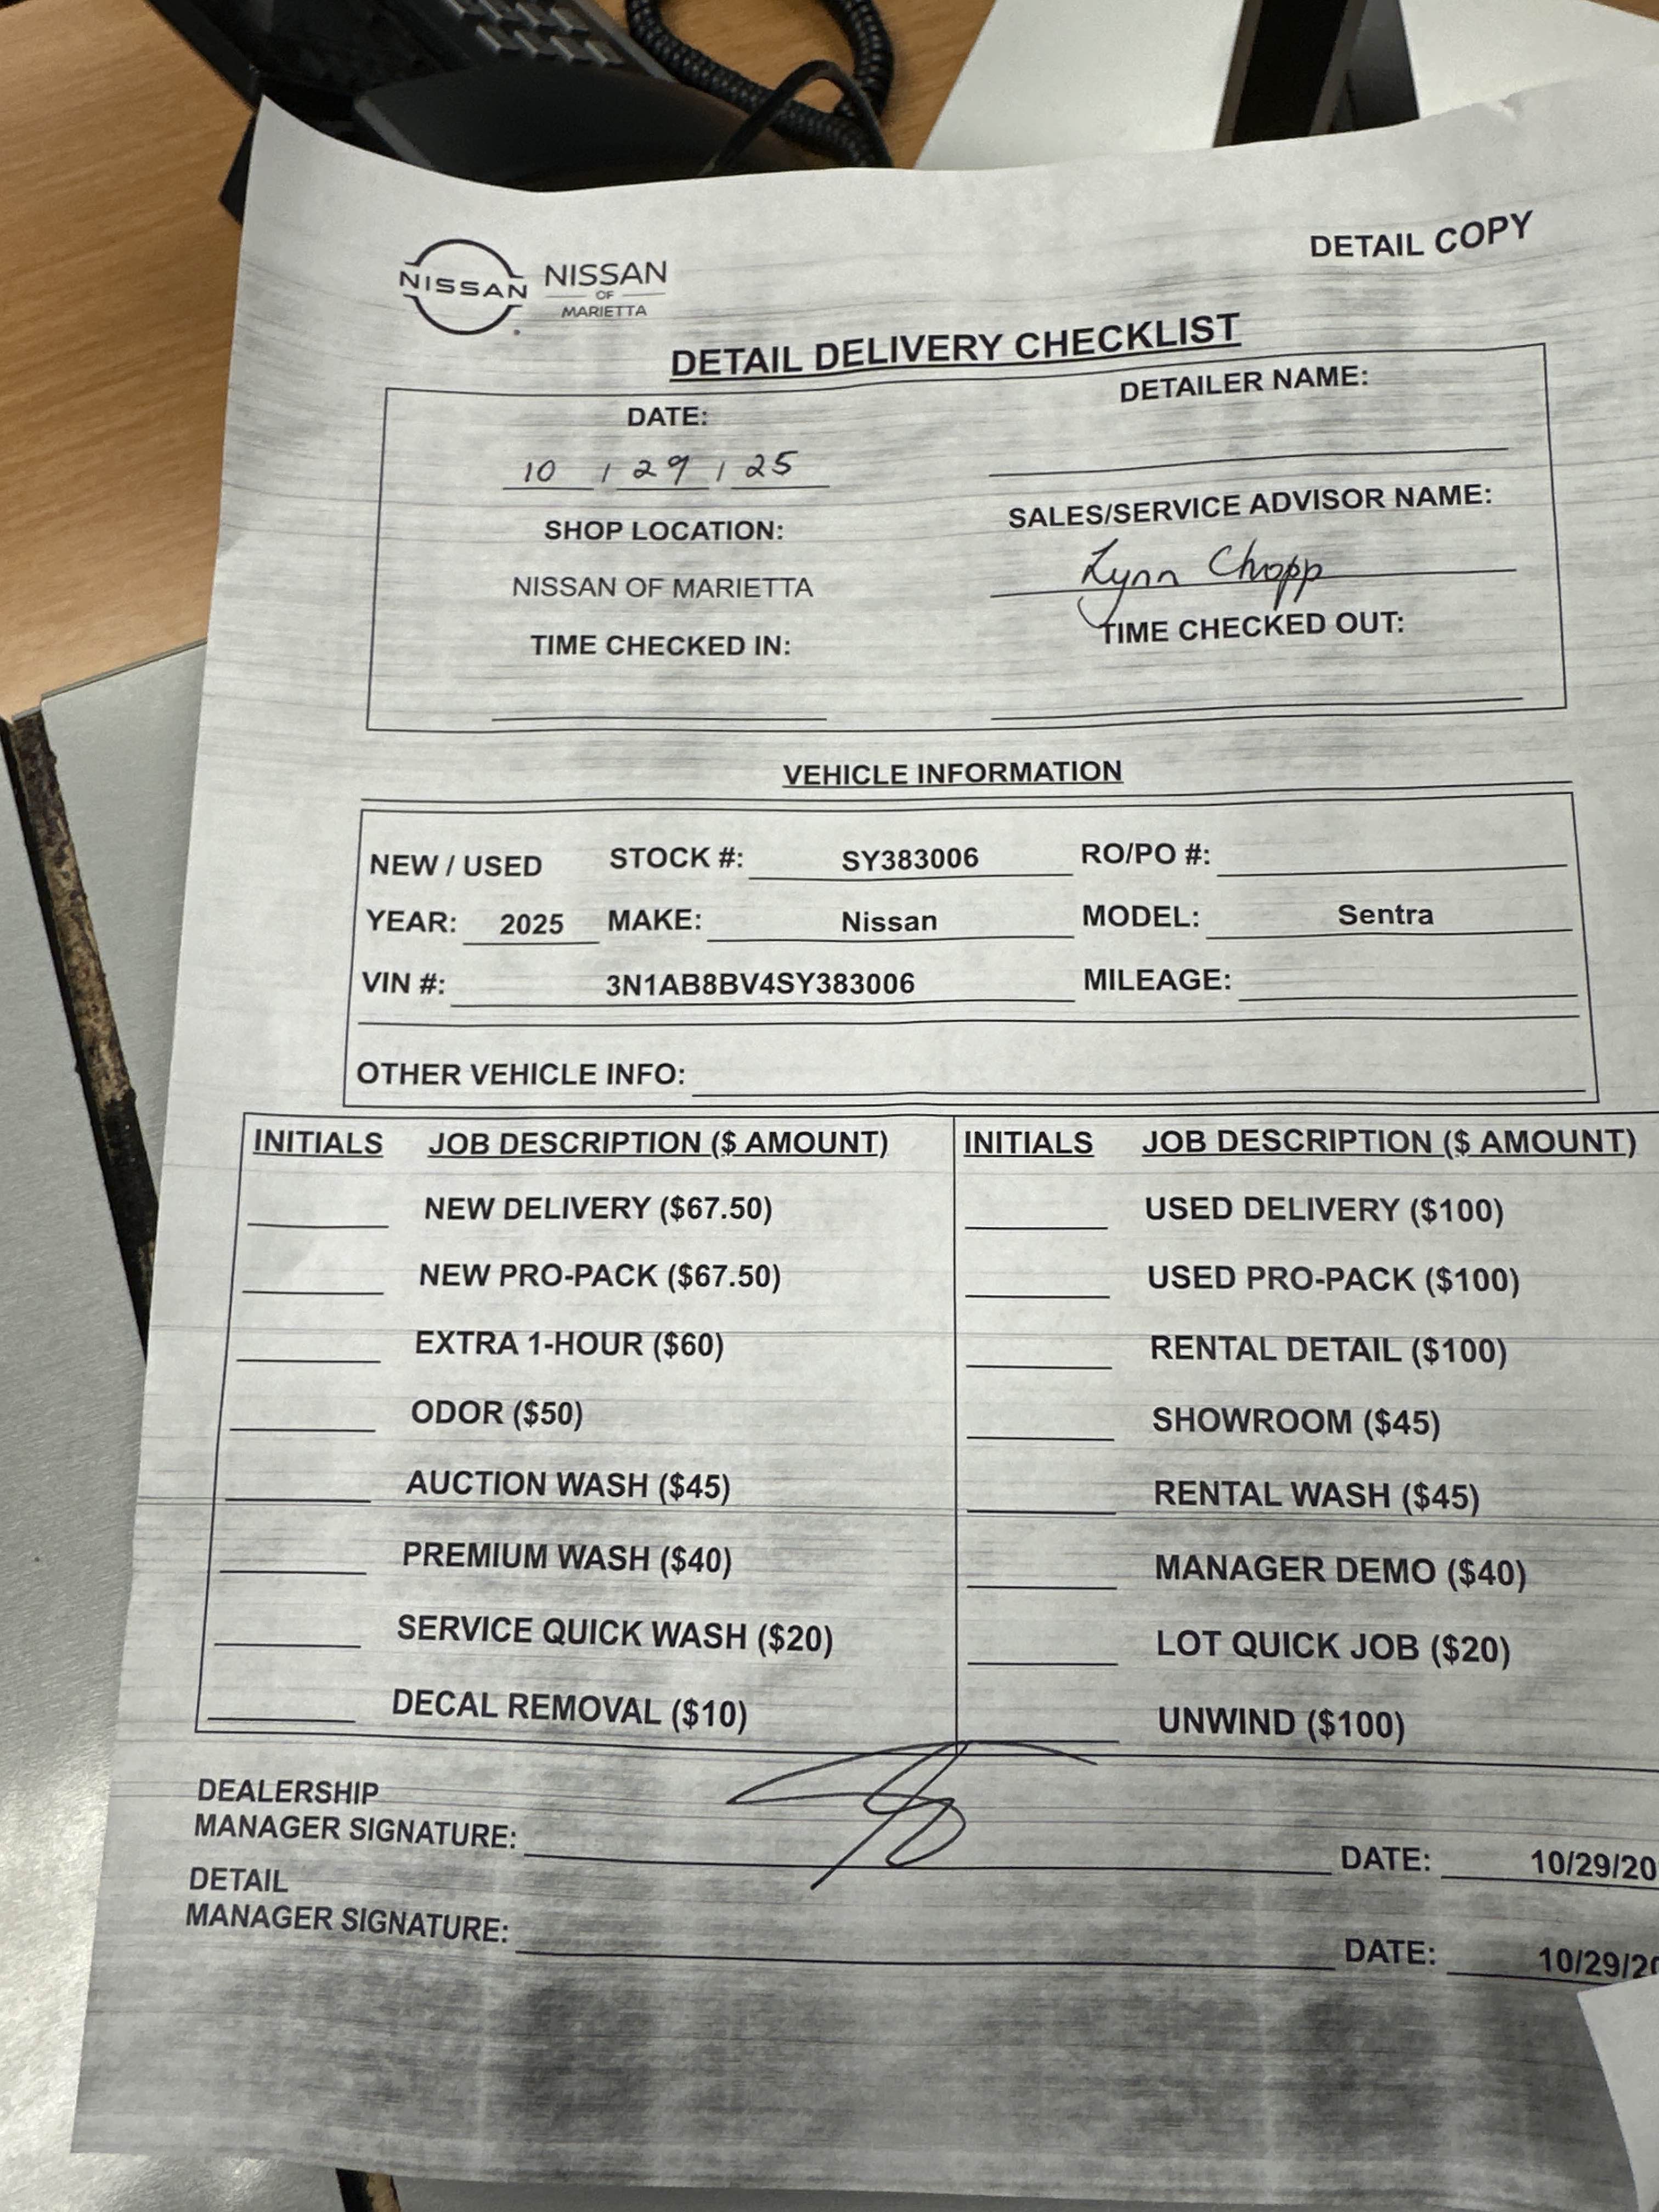 DETAIL COPY
NISSAN NISSAN
OF
MARIETTA
DETAIL DELIVERY CHECKLIST
DATE: DETAILER NAME:
10 / 29 / 25
SHOP LOCATION: SALES/SERVICE ADVISOR NAME:
NISSAN OF MARIETTA Lynn Chopp
TIME CHECKED IN: TIME CHECKED OUT:
VEHICLE INFORMATION
NEW / USED STOCK #: SY383006 RO/PO #:
YEAR: 2025 MAKE: Nissan MODEL: Sentra
VIN #: 3N1AB8BV4SY383006 MILEAGE:
OTHER VEHICLE INFO:
INITIALS JOB DESCRIPTION ($ AMOUNT) INITIALS JOB DESCRIPTION ($ AMOUNT)
NEW DELIVERY ($67.50) USED DELIVERY ($100)
NEW PRO-PACK ($67.50) USED PRO-PACK ($100)
EXTRA 1-HOUR ($60) RENTAL DETAIL ($100)
ODOR ($50) SHOWROOM ($45)
AUCTION WASH ($45) RENTAL WASH ($45)
PREMIUM WASH ($40) MANAGER DEMO ($40)
SERVICE QUICK WASH ($20) LOT QUICK JOB ($20)
DECAL REMOVAL ($10) UNWIND ($100)
DEALERSHIP
MANAGER SIGNATURE: DATE: 10/29/20
DETAIL
MANAGER SIGNATURE: DATE: 10/29/20